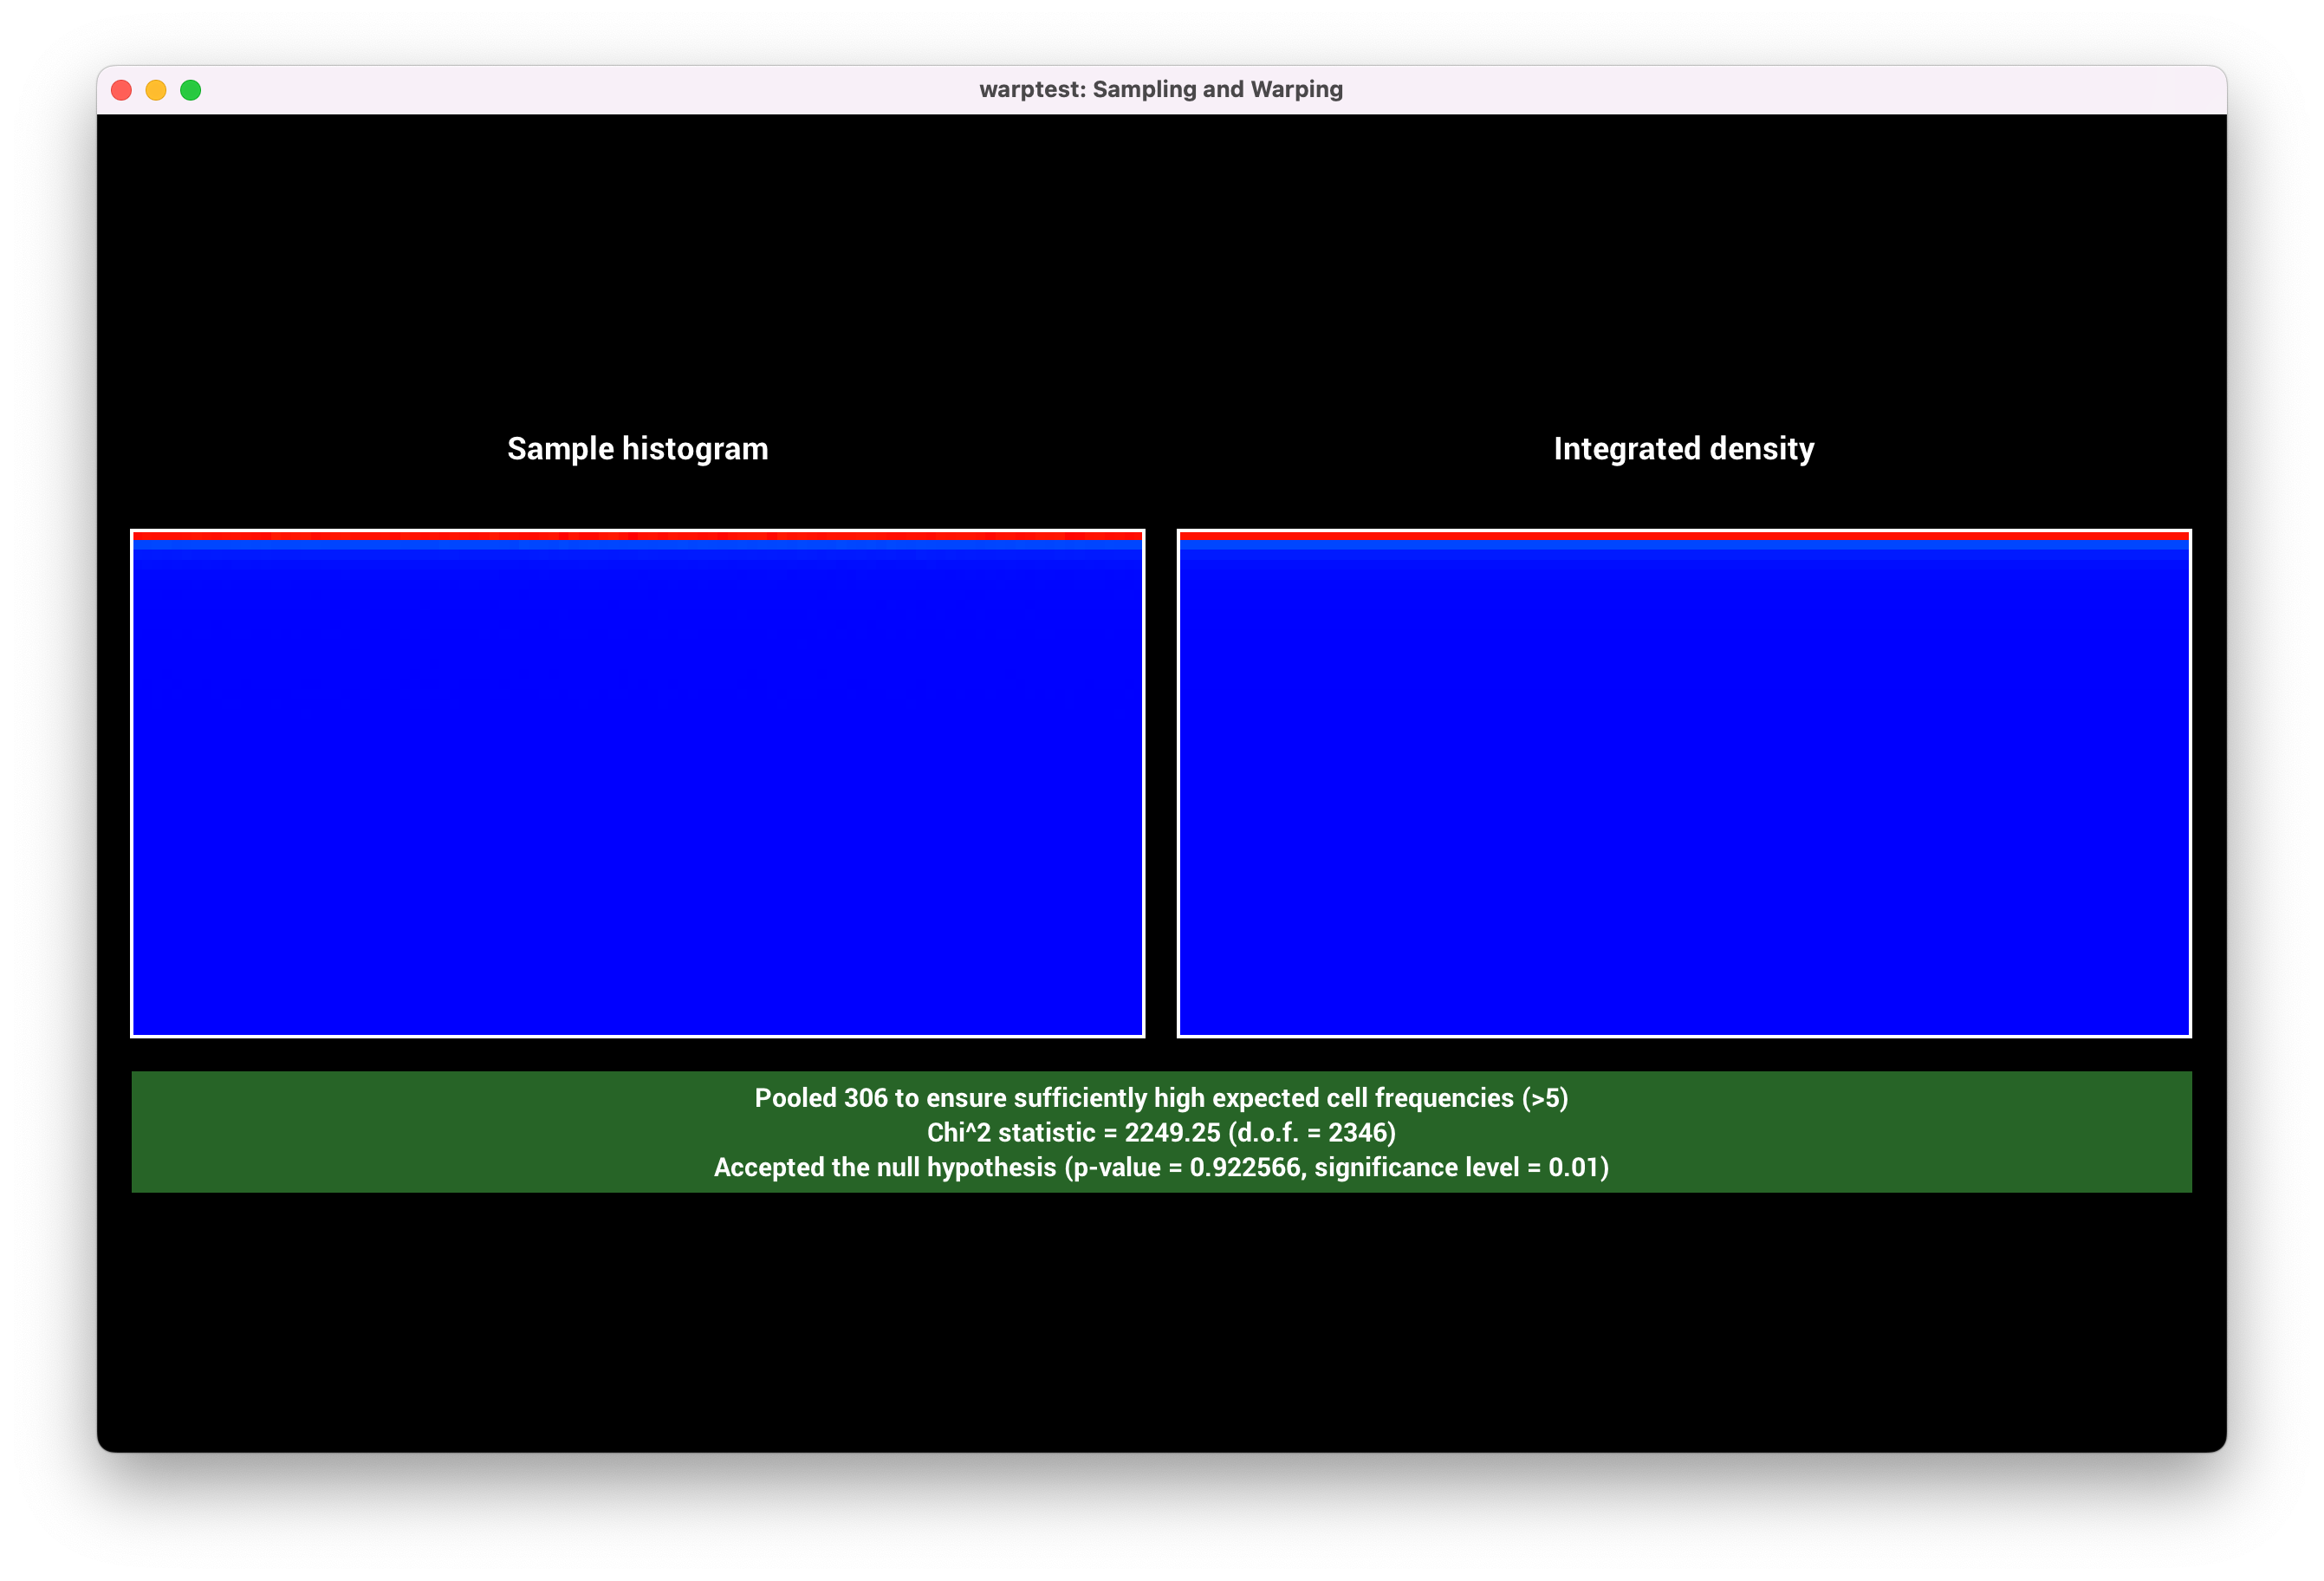 warptest: Sampling and Warping
Sample histogram
Integrated density
Pooled 306 to ensure sufficiently high expected cell frequencies (>5)
Chi^2 statistic = 2249.25 (d.o.f. = 2346)
Accepted the null hypothesis (p-value = 0.922566, significance level = 0.01)